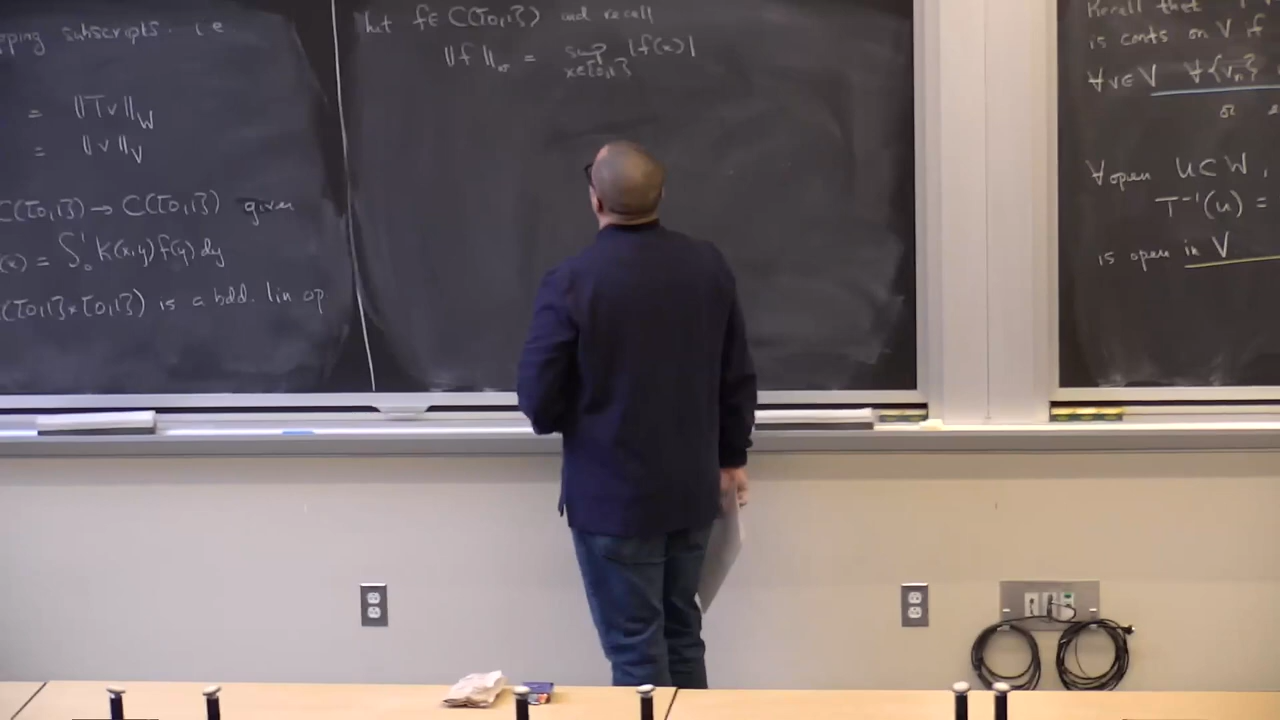 pping subscripts. i.e
= ||Tv||_W
= ||v||_V
C([0,1]) → C([0,1]) given
(x) = ∫₀¹ K(x,y) f(y) dy
C([0,1]×[0,1]) is a bdd. lin op
Let f ∈ C([0,1]) and recall
||f||_∞ = sup_{x∈[0,1]} |f(x)|
Recall that
is conts on V if
∀v∈V ∀{v_n}
∀ open U⊂W,
T⁻¹(U) =
is open in V